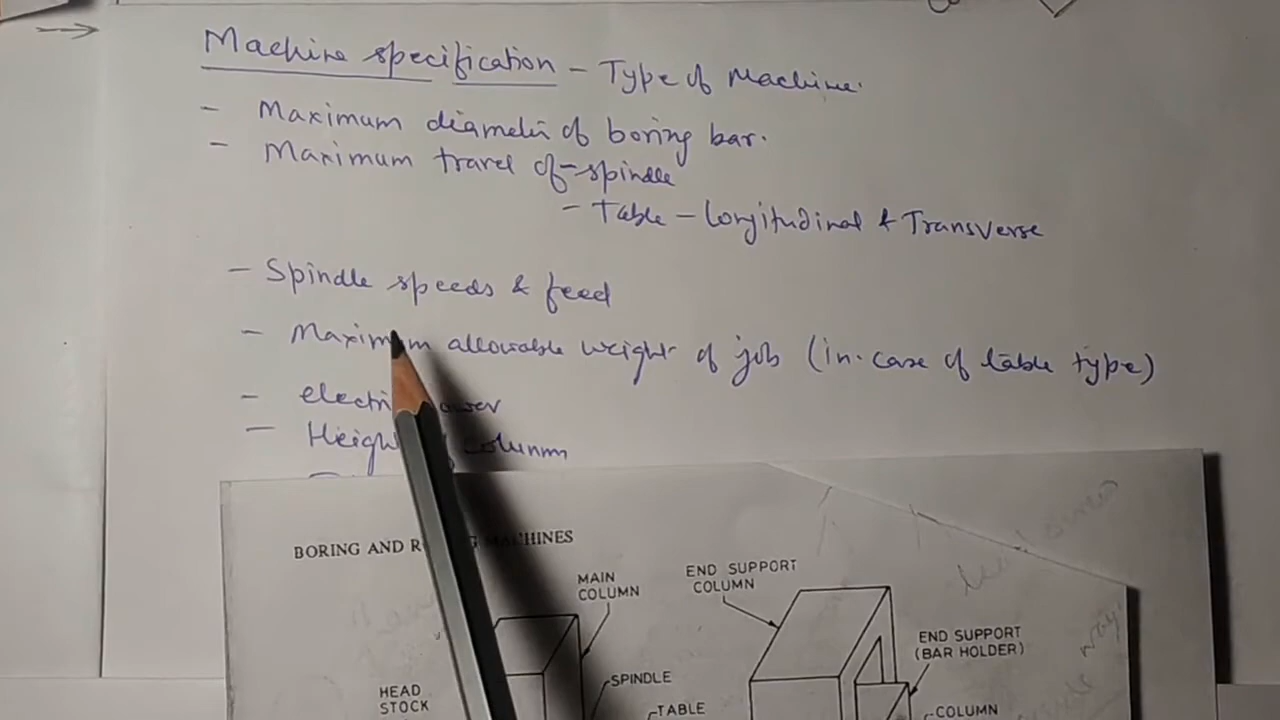 Machine specification - Type of Machine.
- Maximum diameter of boring bar.
- Maximum travel of - spindle
- Table - longitudinal & Transverse
- Spindle speeds & feed
- Maximum allowable weight of job (in.case of table type)
-
- Height column
BORING AND MACHINES
MAIN
COLUMN
END SUPPORT
COLUMN
END SUPPORT
(BAR HOLDER)
HEAD
STOCK
SPINDLE
TABLE
COLUMN